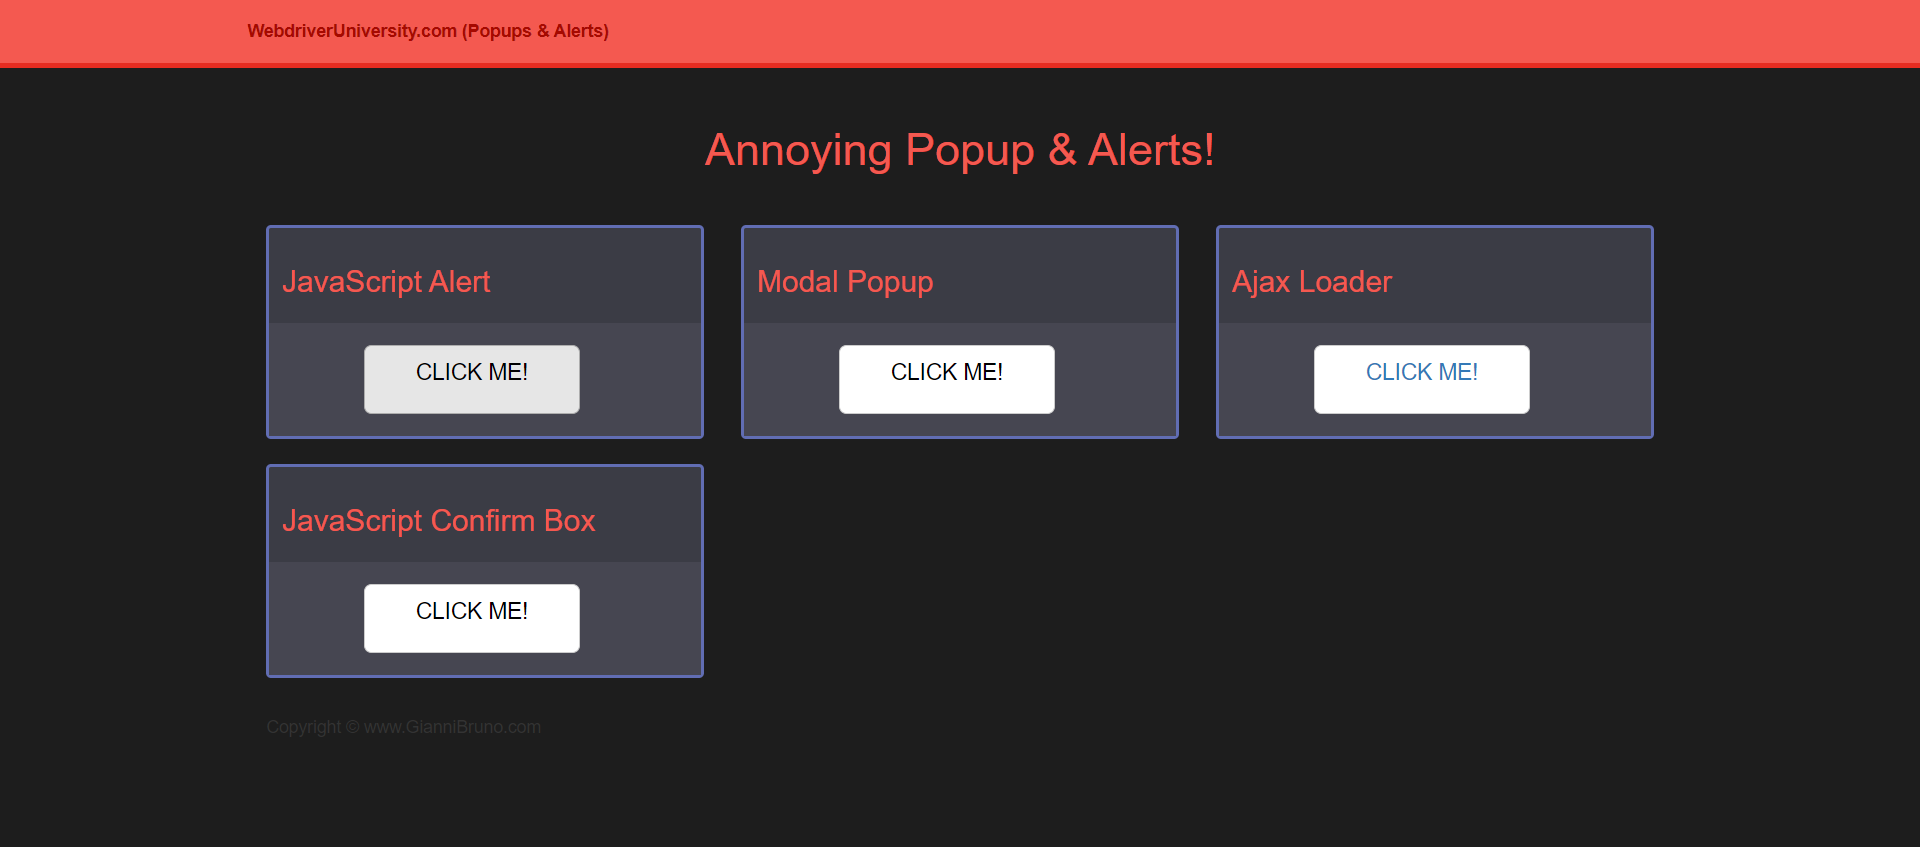 WebdriverUniversity.com (Popups & Alerts)
Annoying Popup & Alerts!
JavaScript Alert
CLICK ME!
Modal Popup
CLICK ME!
Ajax Loader
CLICK ME!
JavaScript Confirm Box
CLICK ME!
Copyright © www.GianniBruno.com